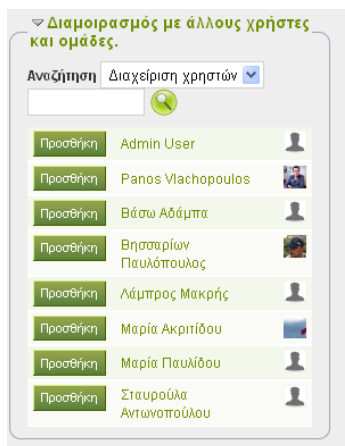 Διαμοιρασμός με άλλους χρήστες
και ομάδες.
Αναζήτηση Διαχείριση χρηστών
Προσθήκη Admin User
Προσθήκη Panos Vlachopoulos
Προσθήκη Βάσω Αδάμπα
Προσθήκη Βησσαρίων
Παυλόπουλος
Προσθήκη Λάμπρος Μακρής
Προσθήκη Μαρία Ακριτίδου
Προσθήκη Μαρία Παυλίδου
Προσθήκη Σταυρούλα
Αντωνοπούλου